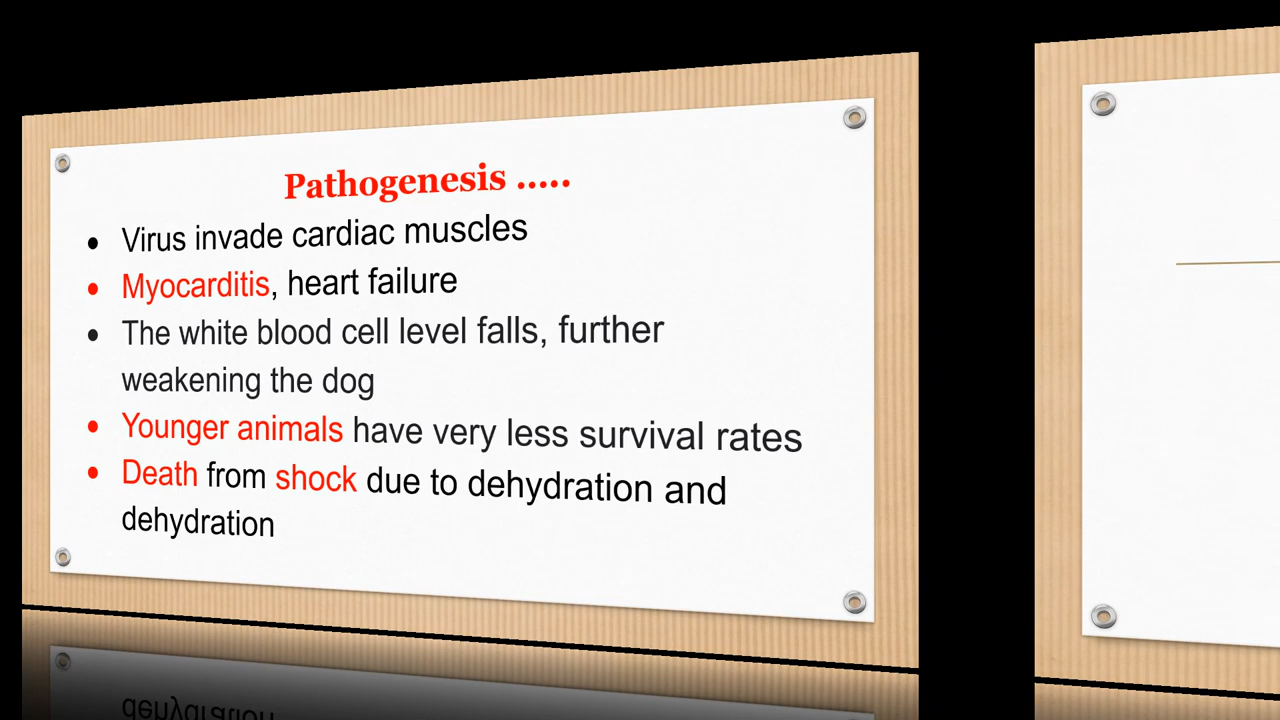 Pathogenesis .....
• Virus invade cardiac muscles
• Myocarditis, heart failure
• The white blood cell level falls, further
weakening the dog
• Younger animals have very less survival rates
• Death from shock due to dehydration and
dehydration
dehydration